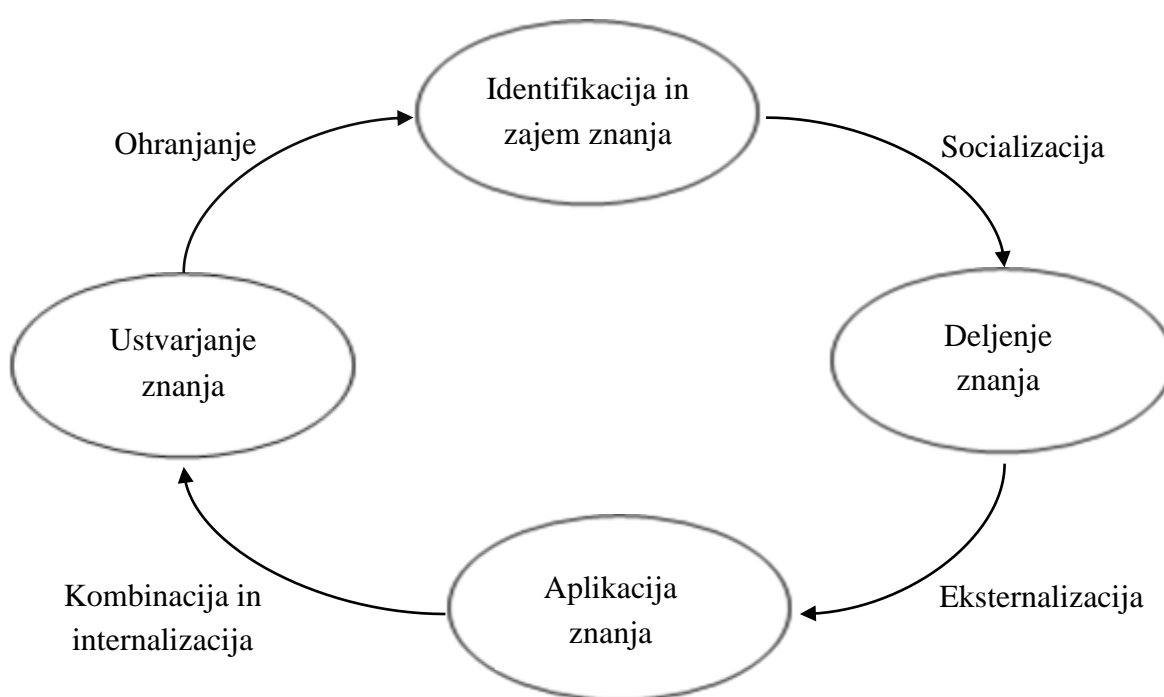 Identifikacija in
zajem znanja
Ohranjanje
Socializacija
Ustvarjanje
znanja
Deljenje
znanja
Kombinacija in
internalizacija
Aplikacija
znanja
Eksternalizacija